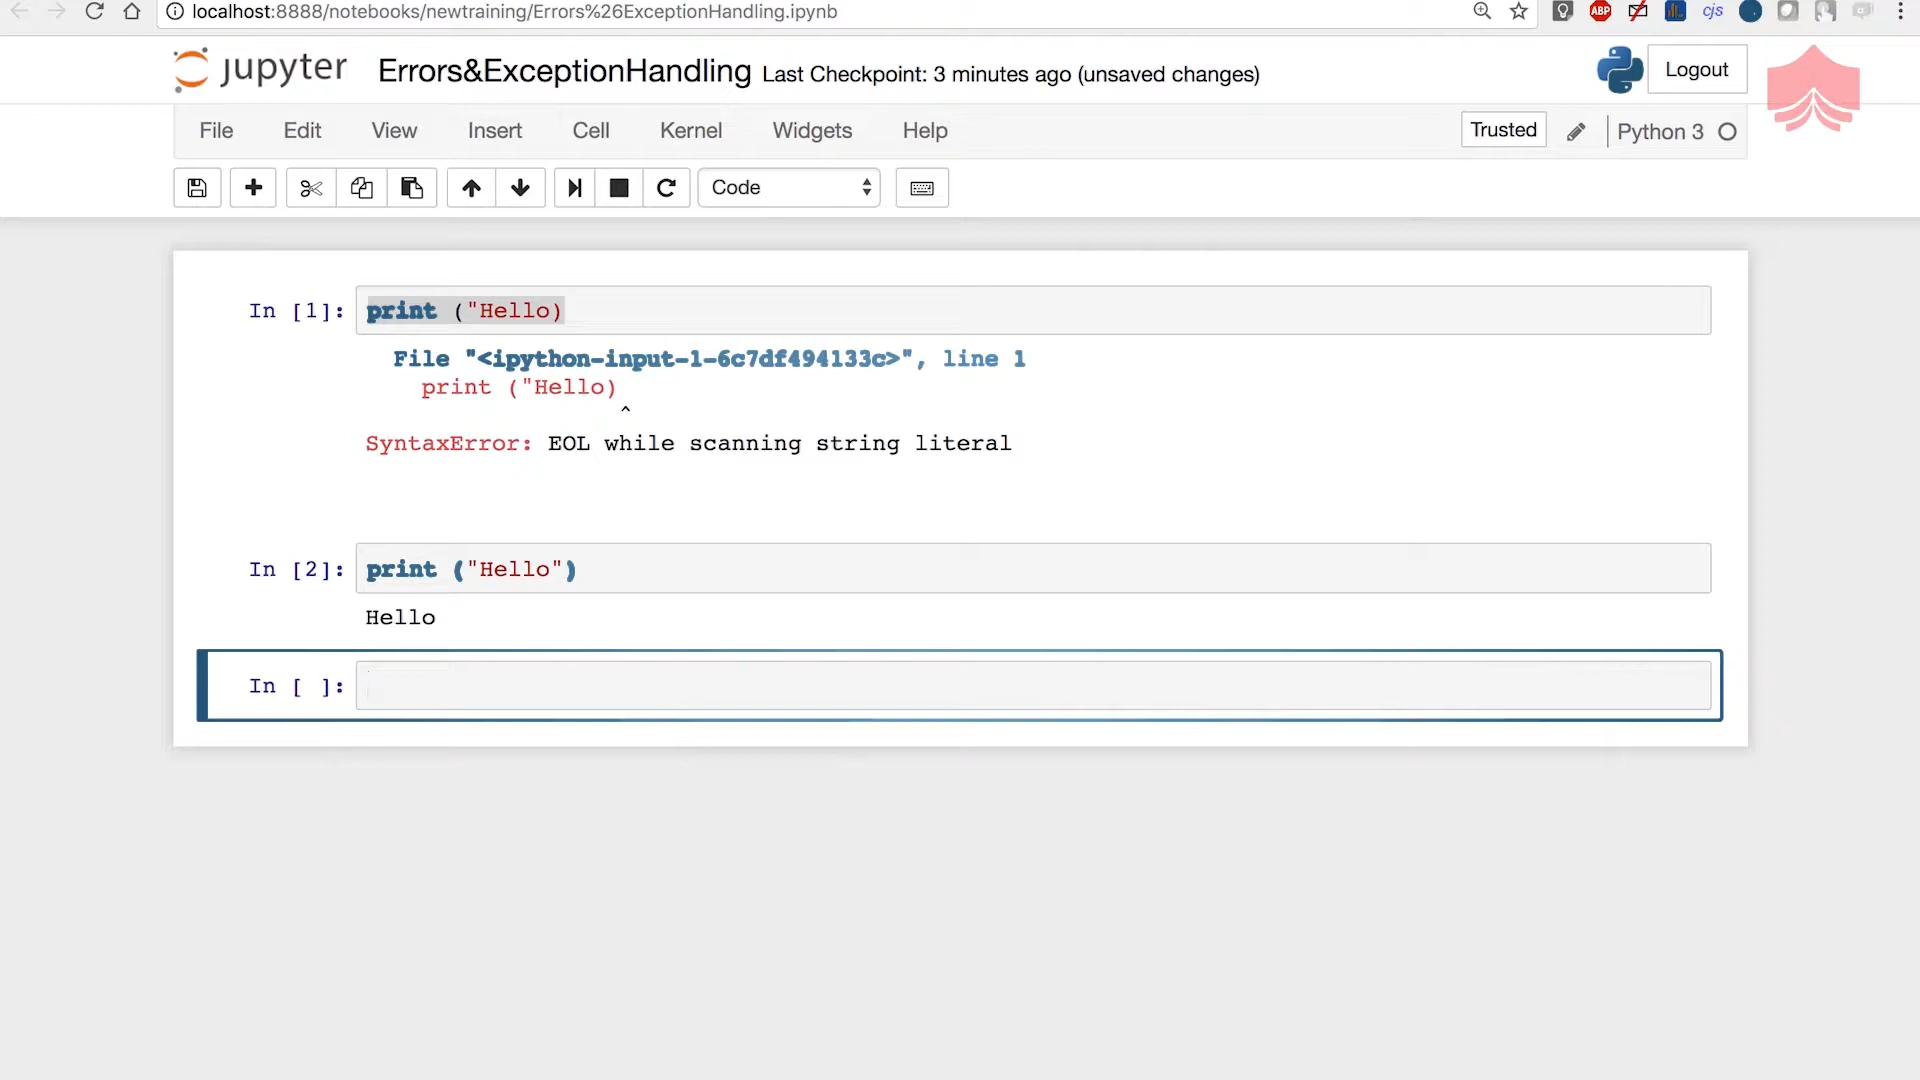 localhost:8888/notebooks/newtraining/Errors%26ExceptionHandling.ipynb
ABP
cjs
jupyter Errors&ExceptionHandling Last Checkpoint: 3 minutes ago (unsaved changes)
Logout
File Edit View Insert Cell Kernel Widgets Help
Trusted Python 3
Code
In [1]: print ("Hello)
File "<ipython-input-1-6c7df494133c>", line 1
print ("Hello)
^
SyntaxError: EOL while scanning string literal
In [2]: print ("Hello")
Hello
In [ ]: